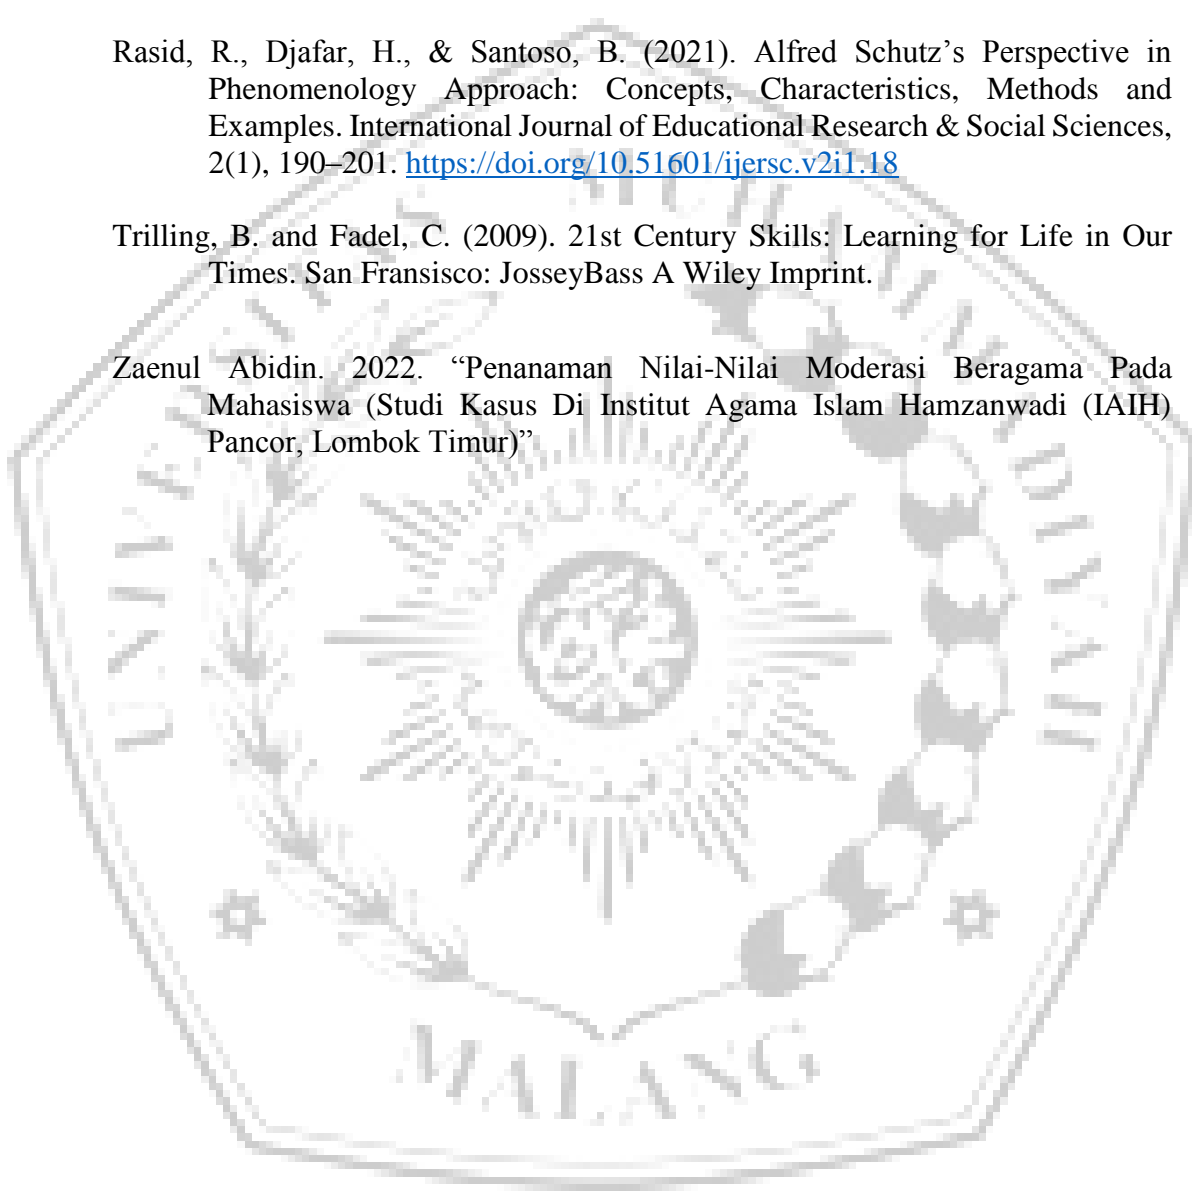 Rasid, R., Djafar, H., & Santoso, B. (2021). Alfred Schutz’s Perspective in
Phenomenology Approach: Concepts, Characteristics, Methods and
Examples. International Journal of Educational Research & Social Sciences,
2(1), 190–201. https://doi.org/10.51601/ijersc.v2i1.18
Trilling, B. and Fadel, C. (2009). 21st Century Skills: Learning for Life in Our
Times. San Fransisco: JosseyBass A Wiley Imprint.
Zaenul Abidin. 2022. “Penanaman Nilai-Nilai Moderasi Beragama Pada
Mahasiswa (Studi Kasus Di Institut Agama Islam Hamzanwadi (IAIH)
Pancor, Lombok Timur)”
UNIVERSITAS MUHAMMADIYAH
MALANG